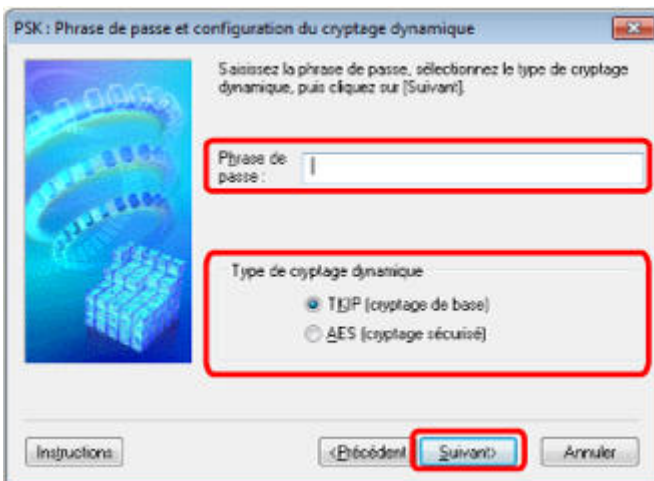 PSK : Phrase de passe et configuration du cryptage dynamique
Saisissez la phrase de passe, sélectionnez le type de cryptage
dynamique, puis cliquez sur [Suivant].
Phrase de
passe :
Type de cryptage dynamique
TKIP (cryptage de base)
AES (cryptage sécurisé)
Instructions
<Précédent
Suivant>
Annuler